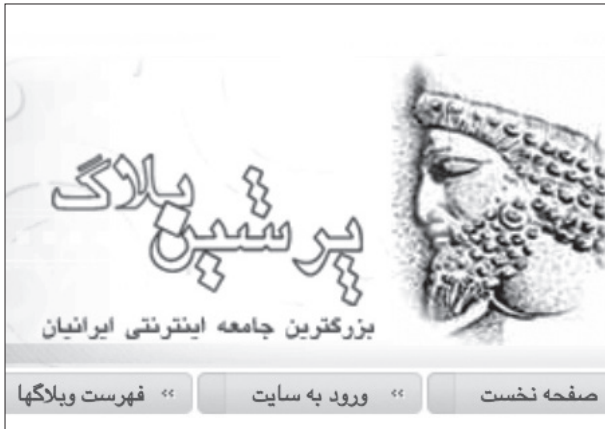 پرشین بلاگ
بزرگترین جامعه اینترنتی ایرانیان
صفحه نخست » ورود به سایت » فهرست وبلاگها